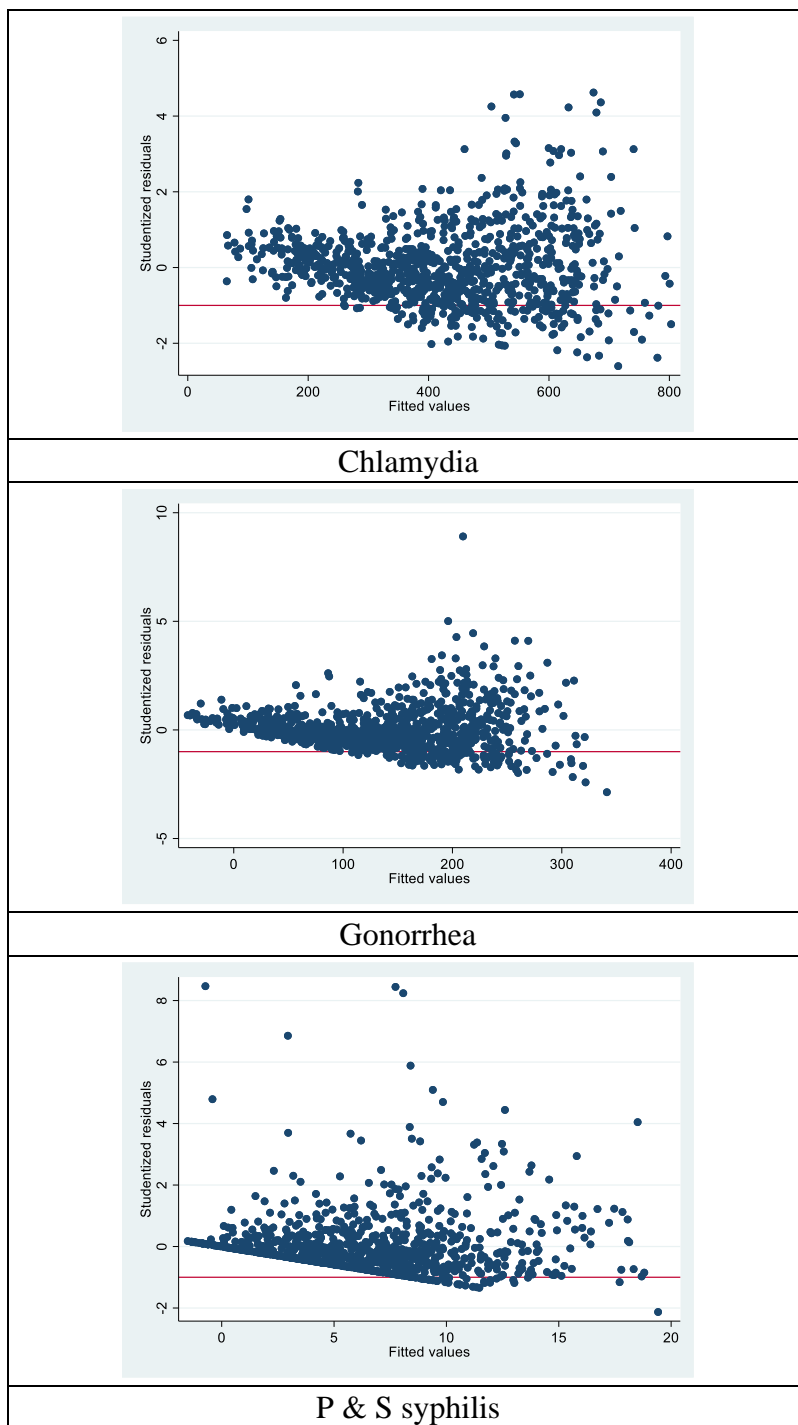 6
4
2
0
-2
Studentized residuals
0 200 400 600 800
Fitted values
Chlamydia
10
5
0
-5
Studentized residuals
0 100 200 300 400
Fitted values
Gonorrhea
8
6
4
2
0
-2
Studentized residuals
0 5 10 15 20
Fitted values
P & S syphilis